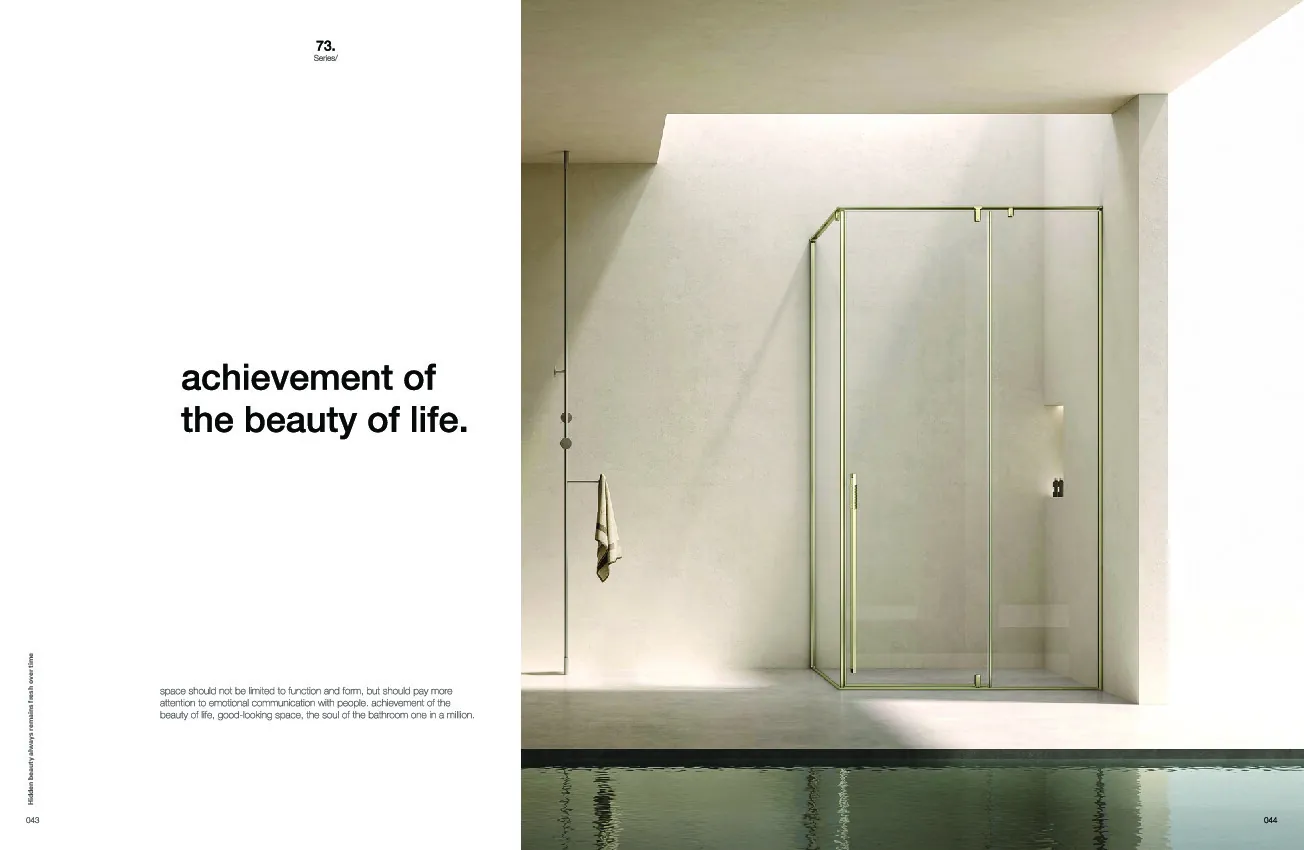 73.
Series/
achievement of
the beauty of life.
space should not be limited to function and form, but should pay more
attention to emotional communication with people. achievement of the
beauty of life, good-looking space, the soul of the bathroom one in a million.
Hidden beauty always remains fresh over time
043
044